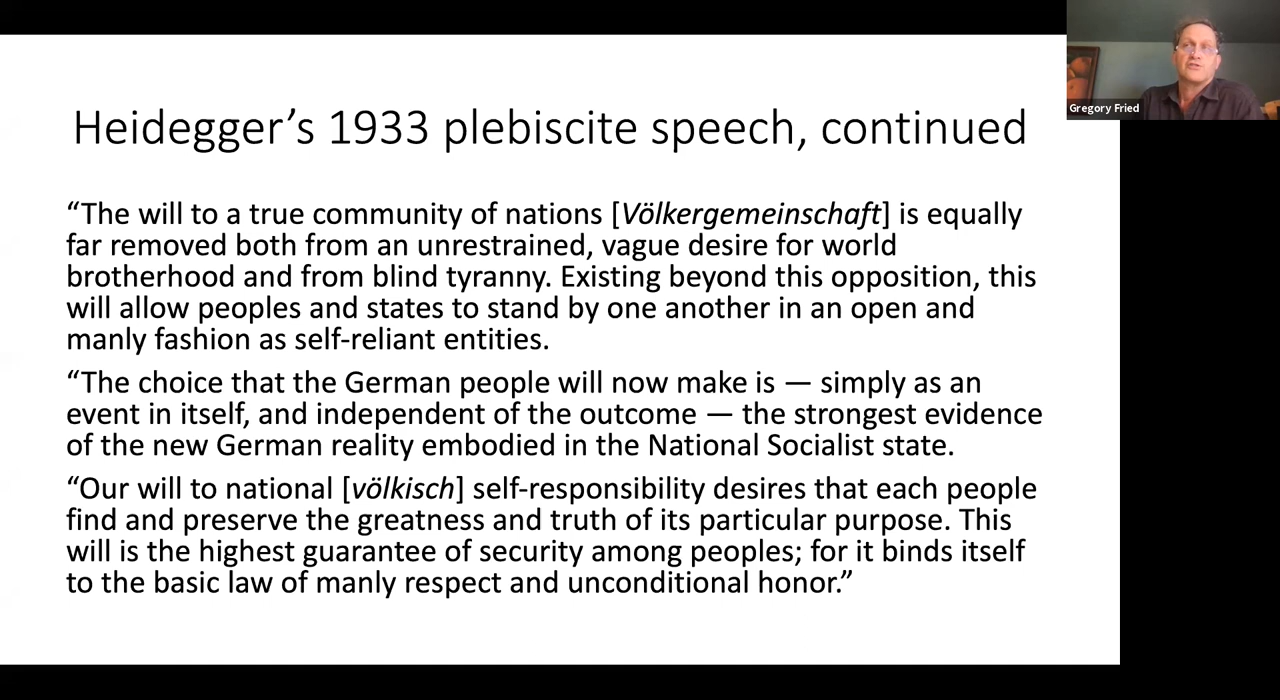 Gregory Fried
Heidegger’s 1933 plebiscite speech, continued
“The will to a true community of nations [Völkergemeinschaft] is equally
far removed both from an unrestrained, vague desire for world
brotherhood and from blind tyranny. Existing beyond this opposition, this
will allow peoples and states to stand by one another in an open and
manly fashion as self-reliant entities.
“The choice that the German people will now make is — simply as an
event in itself, and independent of the outcome — the strongest evidence
of the new German reality embodied in the National Socialist state.
“Our will to national [völkisch] self-responsibility desires that each people
find and preserve the greatness and truth of its particular purpose. This
will is the highest guarantee of security among peoples; for it binds itself
to the basic law of manly respect and unconditional honor.”